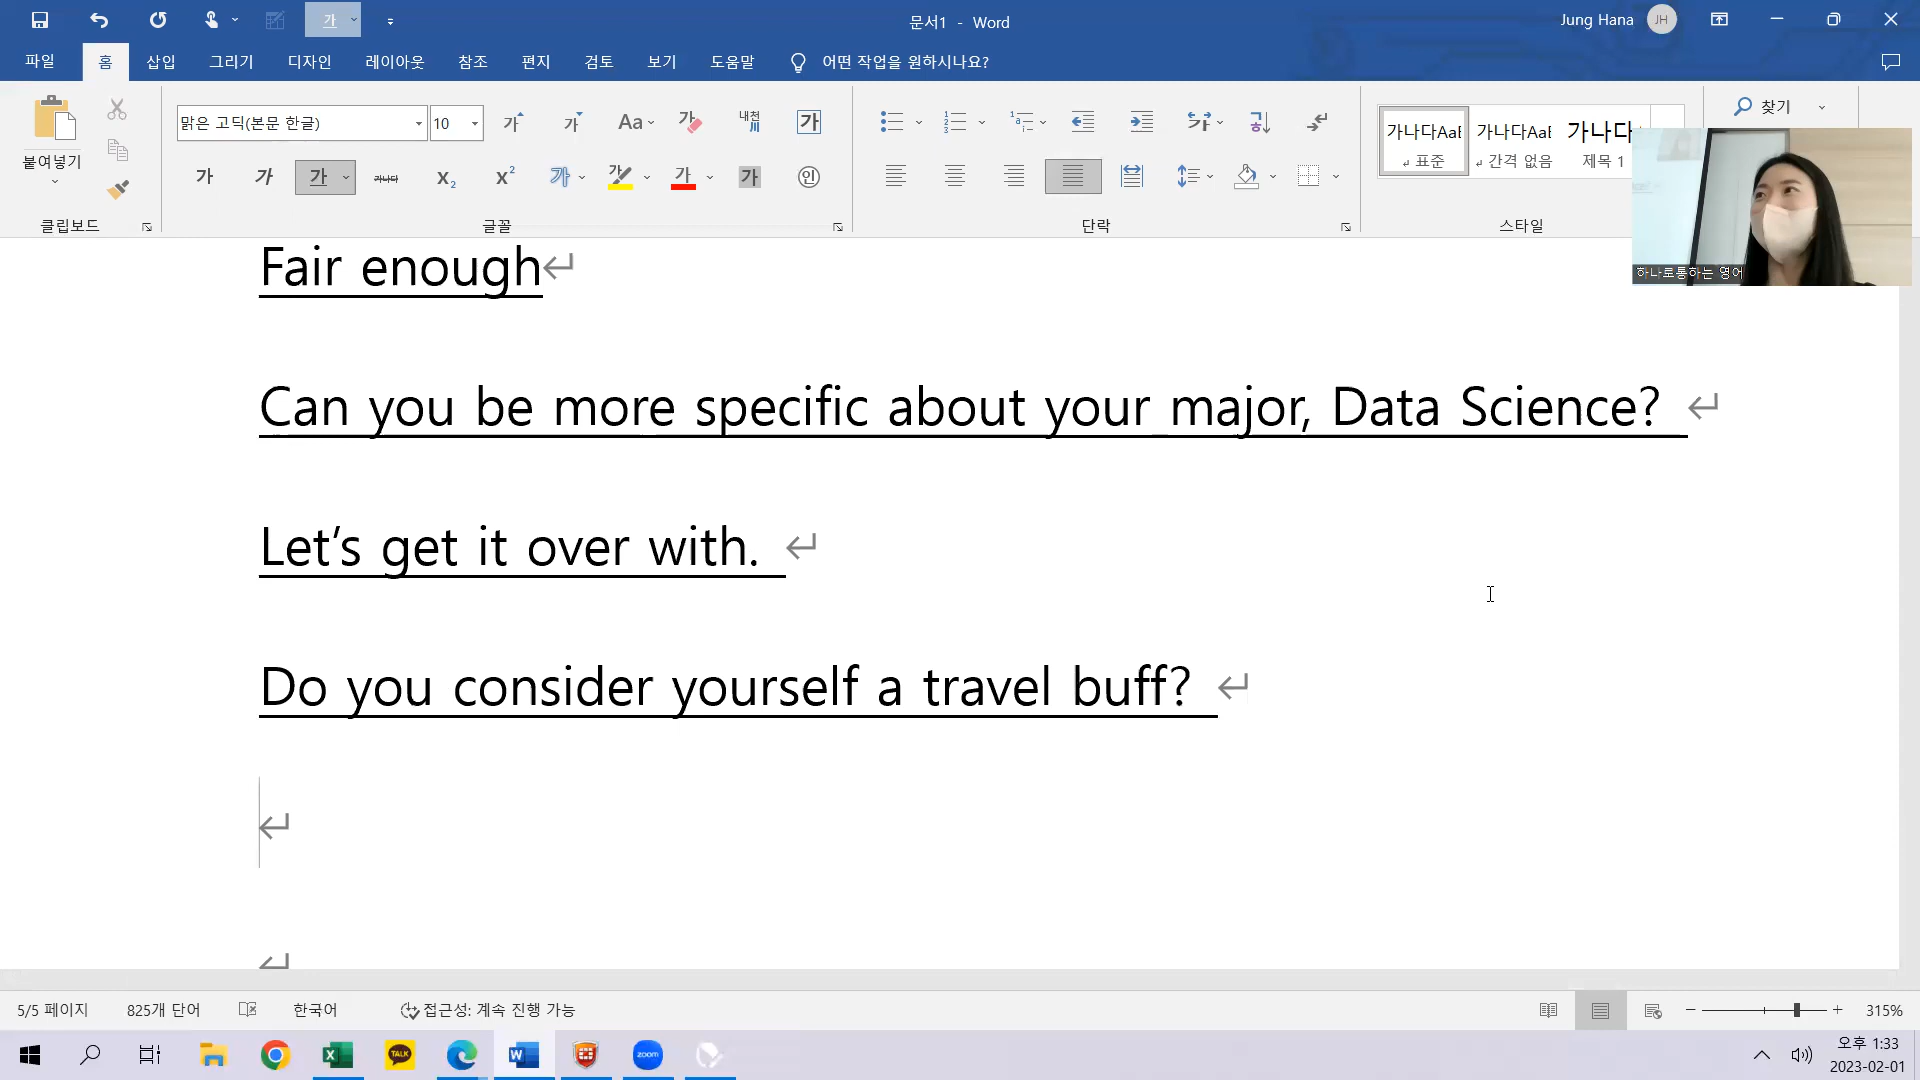 문서1 - Word
Jung Hana
JH
파일 홈 삽입 그리기 디자인 레이아웃 참조 편지 검토 보기 도움말 어떤 작업을 원하시나요?
붙여넣기
맑은 고딕(본문 한글) 10
가나다AaB
표준
가나다AaB
간격 없음
가나다
제목 1
찾기
클립보드 글꼴 단락 스타일
하나로통하는 영어
Fair enough
Can you be more specific about your major, Data Science?
Let's get it over with.
Do you consider yourself a travel buff?
5/5 페이지 825개 단어 한국어 접근성: 계속 진행 가능 315%
TALK
zoom
오후 1:33
2023-02-01